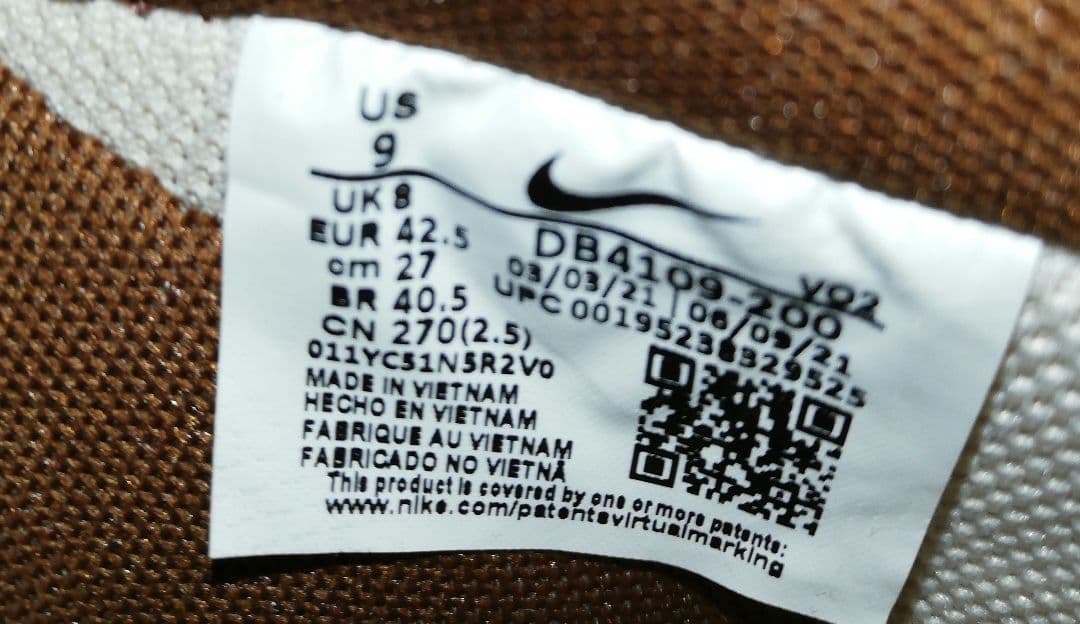 US
9
UK 8
EUR 42.5
cm 27
BR 40.5
CN 270(2.5)
011YC51N5R2V0
MADE IN VIETNAM
HECHO EN VIETNAM
FABRIQUE AU VIETNAM
FABRICADO NO VIETNÃ
This product is covered by one or more patents:
www.nike.com/patentsvirtualmarking
V02
DB4109-200
03/03/21 | 06/09/21
UPC 00195238329525